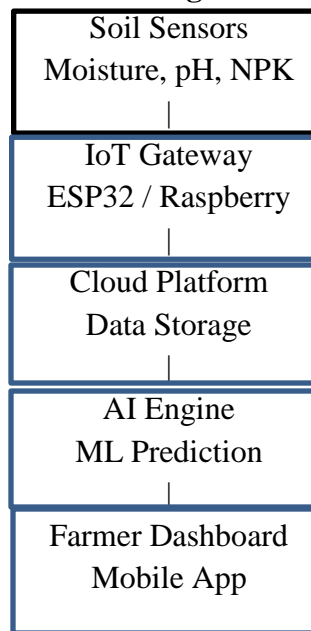 Soil Sensors
Moisture, pH, NPK
|
IoT Gateway
ESP32 / Raspberry
|
Cloud Platform
Data Storage
|
AI Engine
ML Prediction
|
Farmer Dashboard
Mobile App